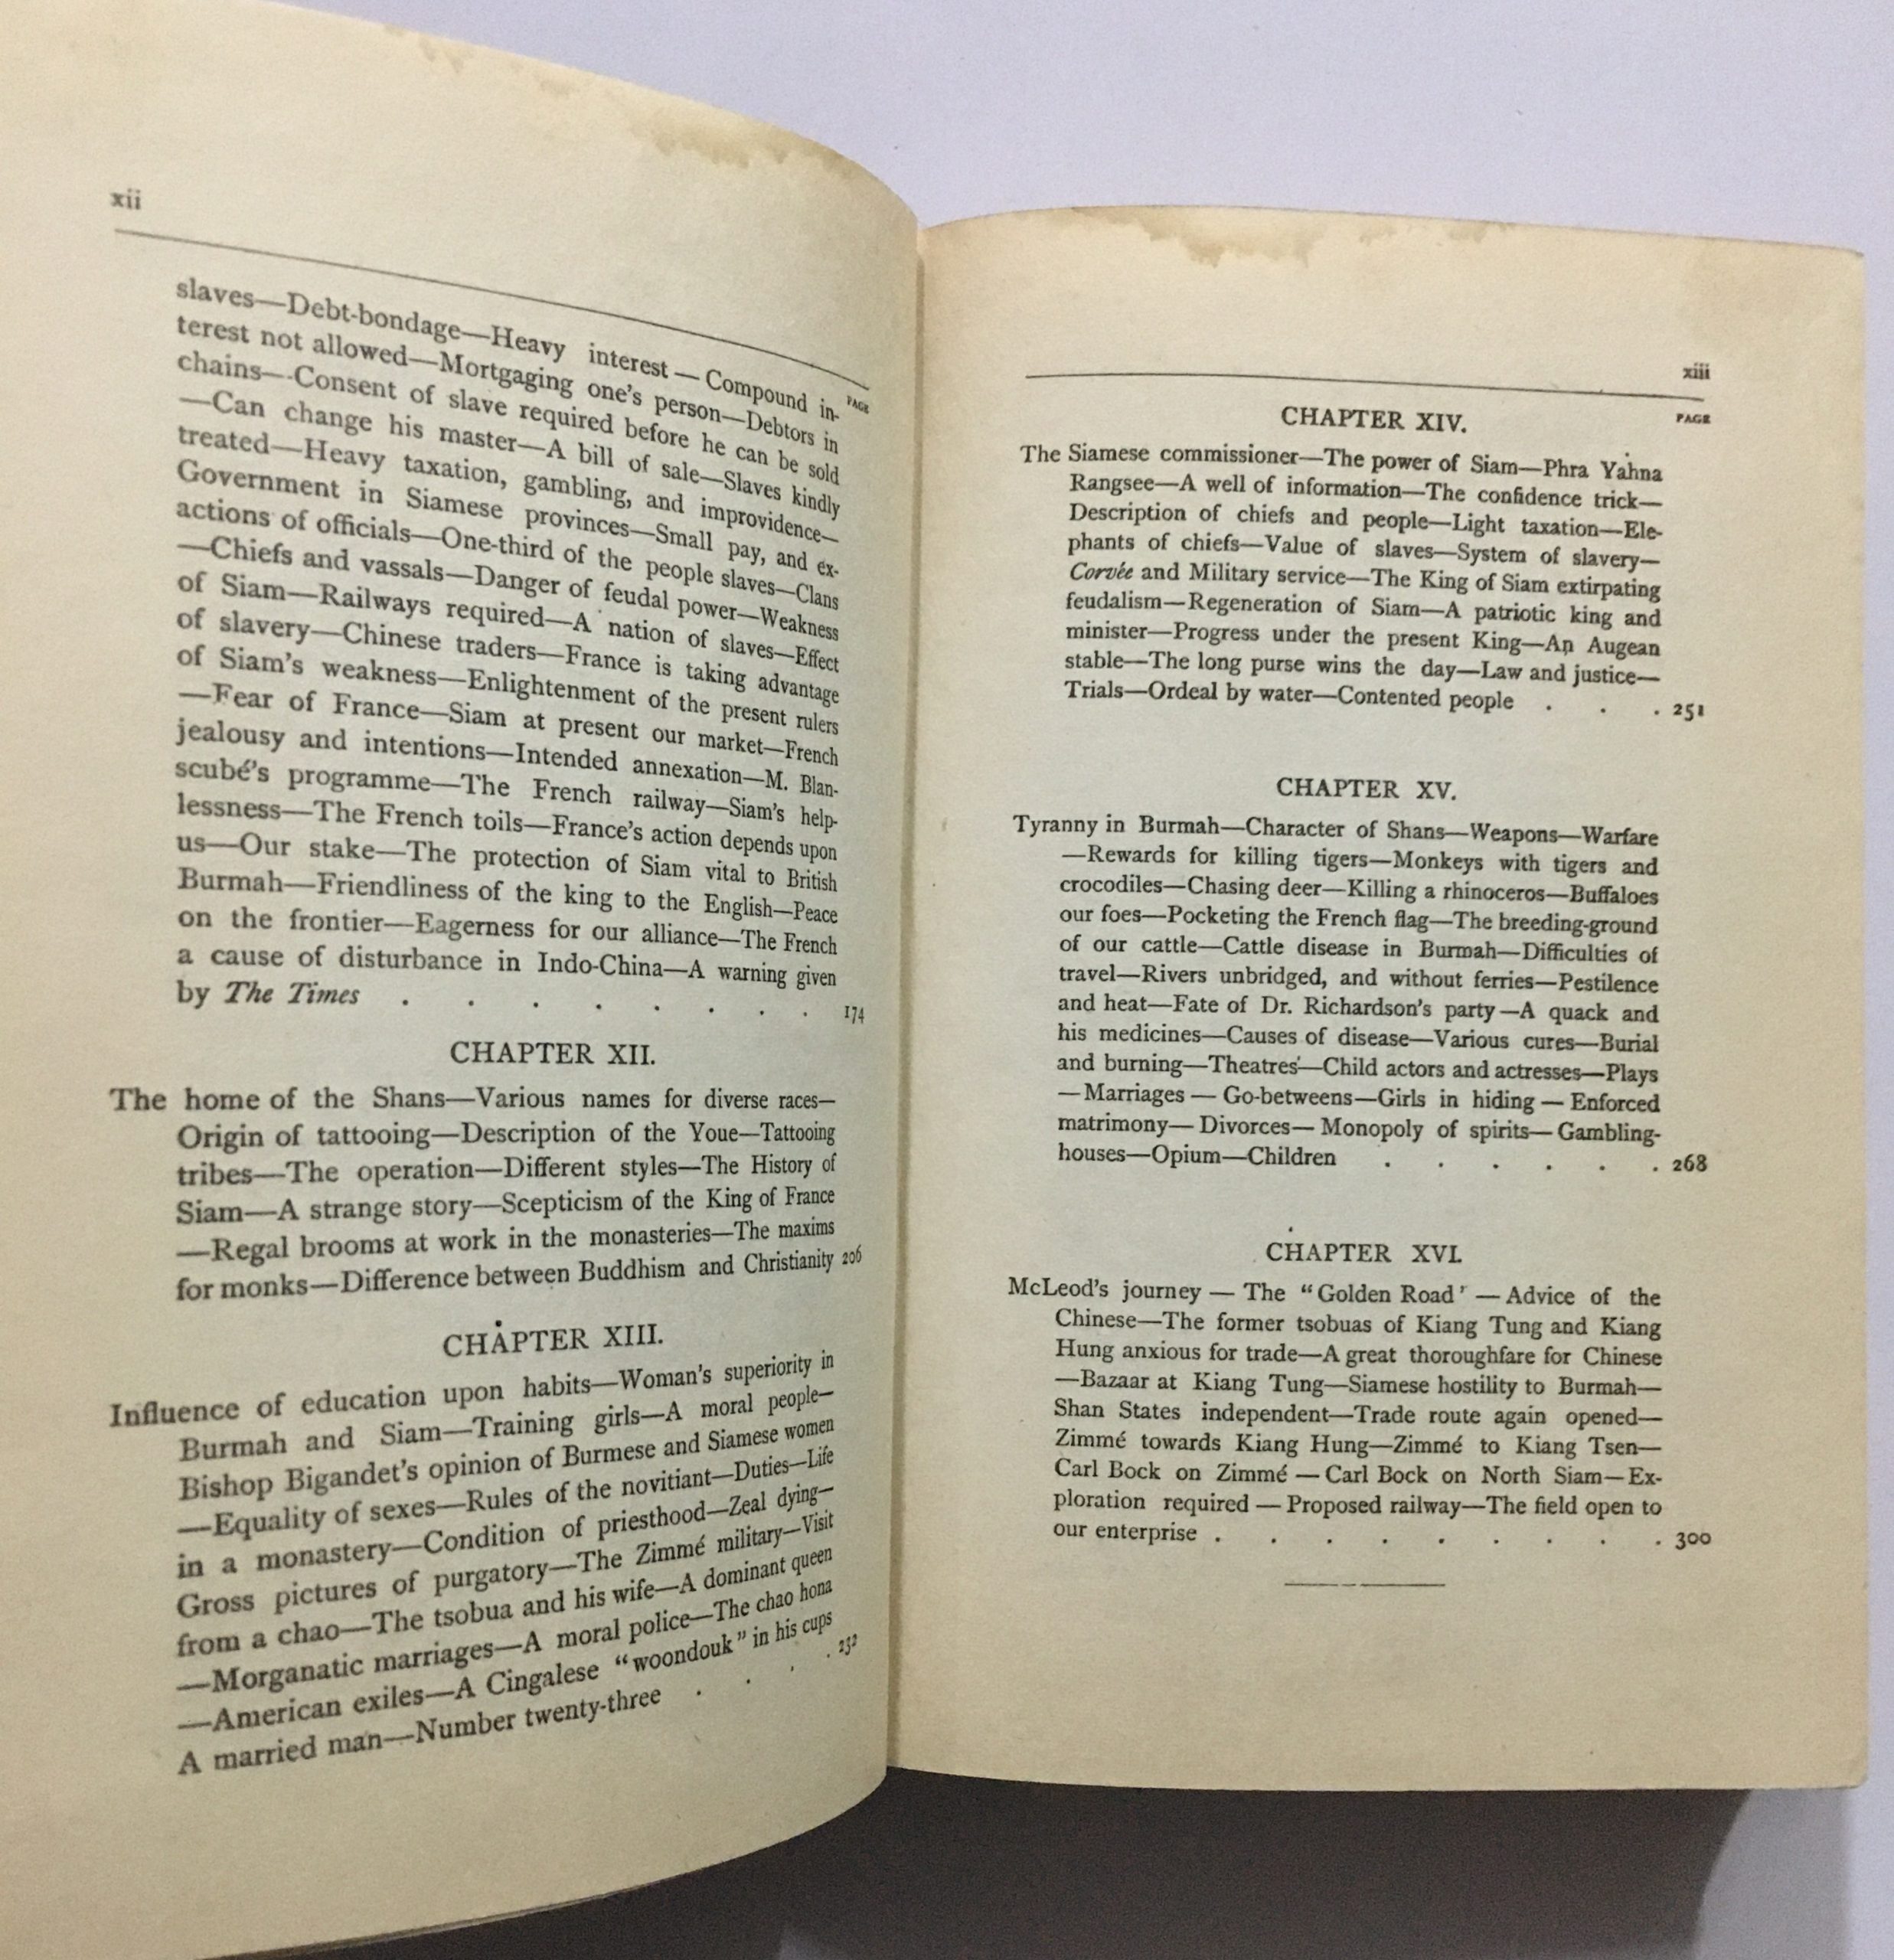 xii
PAGE
slaves—Debt-bondage—Heavy interest — Compound in-
terest not allowed—Mortgaging one's person—Debtors in
chains—-Consent of slave required before he can be sold
—Can change his master—A bill of sale—Slaves kindly
treated—Heavy taxation, gambling, and improvidence—
Government in Siamese provinces—Small pay, and ex-
actions of officials—One-third of the people slaves—Clans
—Chiefs and vassals—Danger of feudal power—Weakness
of Siam—Railways required—A nation of slaves—Effect
of slavery—Chinese traders—France is taking advantage
of Siam's weakness—Enlightenment of the present rulers
—Fear of France—Siam at present our market—French
jealousy and intentions—Intended annexation—M. Blan-
scubé's programme—The French railway—Siam's help-
lessness—The French toils—France's action depends upon
us—Our stake—The protection of Siam vital to British
Burmah—Friendliness of the king to the English—Peace
on the frontier—Eagerness for our alliance—The French
a cause of disturbance in Indo-China—A warning given
by The Times . . . . . . . . 174
CHAPTER XII.
The home of the Shans—Various names for diverse races—
Origin of tattooing—Description of the Youe—Tattooing
tribes—The operation—Different styles—The History of
Siam—A strange story—Scepticism of the King of France
—Regal brooms at work in the monasteries—The maxims
for monks—Difference between Buddhism and Christianity 206
CHAPTER XIII.
Influence of education upon habits—Woman's superiority in
Burmah and Siam—Training girls—A moral people—
Bishop Bigandet's opinion of Burmese and Siamese women
—Equality of sexes—Rules of the novitiant—Duties—Life
in a monastery—Condition of priesthood—Zeal dying—
Gross pictures of purgatory—The Zimmé military—Visit
from a chao—The tsobua and his wife—A dominant queen
—Morganatic marriages—A moral police—The chao hona
—American exiles—A Cingalese "woondouk" in his cups
A married man—Number twenty-three . . . . 232
xiii
CHAPTER XIV.
PAGE
The Siamese commissioner—The power of Siam—Phra Yahna
Rangsee—A well of information—The confidence trick—
Description of chiefs and people—Light taxation—Ele-
phants of chiefs—Value of slaves—System of slavery—
Corvée and Military service—The King of Siam extirpating
feudalism—Regeneration of Siam—A patriotic king and
minister—Progress under the present King—An Augean
stable—The long purse wins the day—Law and justice—
Trials—Ordeal by water—Contented people . . . 251
CHAPTER XV.
Tyranny in Burmah—Character of Shans—Weapons—Warfare
—Rewards for killing tigers—Monkeys with tigers and
crocodiles—Chasing deer—Killing a rhinoceros—Buffaloes
our foes—Pocketing the French flag—The breeding-ground
of our cattle—Cattle disease in Burmah—Difficulties of
travel—Rivers unbridged, and without ferries—Pestilence
and heat—Fate of Dr. Richardson's party—A quack and
his medicines—Causes of disease—Various cures—Burial
and burning—Theatres—Child actors and actresses—Plays
—Marriages — Go-betweens—Girls in hiding — Enforced
matrimony— Divorces— Monopoly of spirits— Gambling-
houses—Opium—Children . . . . . . 268
CHAPTER XVI.
McLeod's journey — The "Golden Road' — Advice of the
Chinese—The former tsobuas of Kiang Tung and Kiang
Hung anxious for trade—A great thoroughfare for Chinese
—Bazaar at Kiang Tung—Siamese hostility to Burmah—
Shan States independent—Trade route again opened—
Zimmé towards Kiang Hung—Zimmé to Kiang Tsen—
Carl Bock on Zimmé — Carl Bock on North Siam—Ex-
ploration required — Proposed railway—The field open to
our enterprise . . . . . . . . . 300